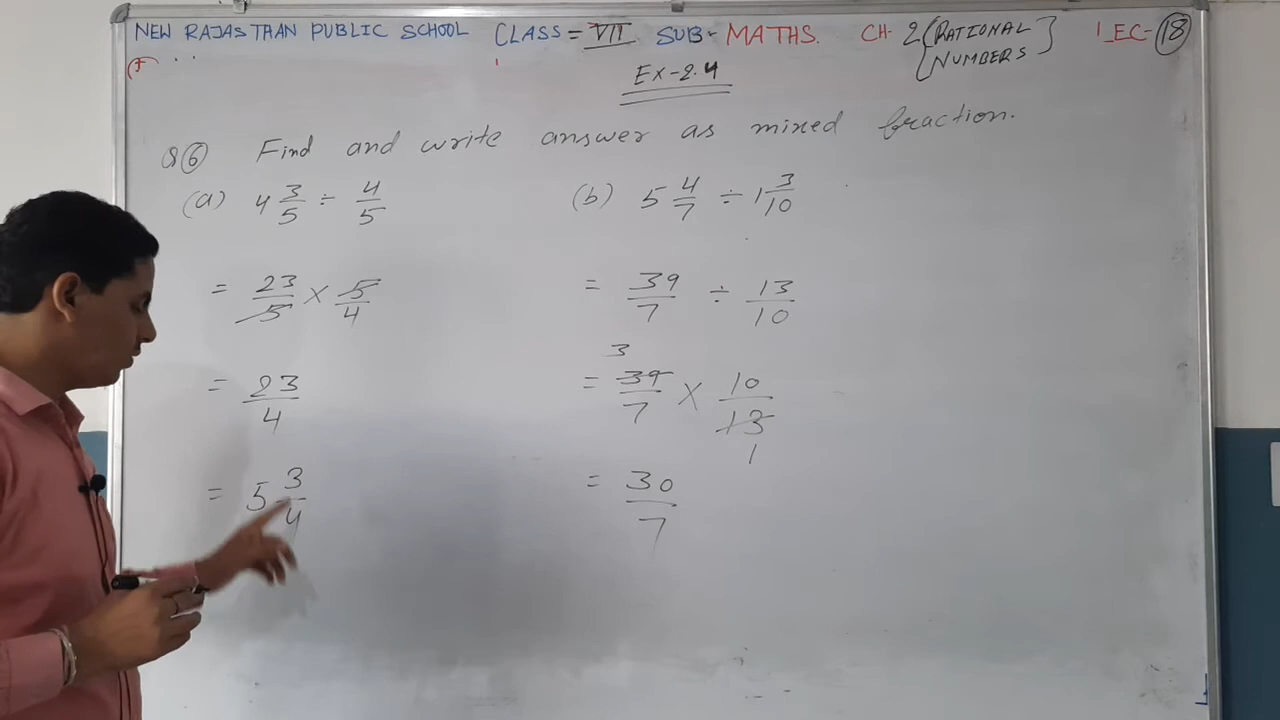 NEW RAJASTHAN PUBLIC SCHOOL CLASS = VII SUB- MATHS. CH- 2 (RATIONAL NUMBERS) LEC- 18
Ex-2.4
Q 6 Find and write answer as mixed fraction.
(a) 4 3/5 ÷ 4/5
= 23/5 × 5/4
= 23/4
= 5 3/4
(b) 5 4/7 ÷ 1 3/10
= 39/7 ÷ 13/10
3
= 39/7 × 10/13
1
= 30/7